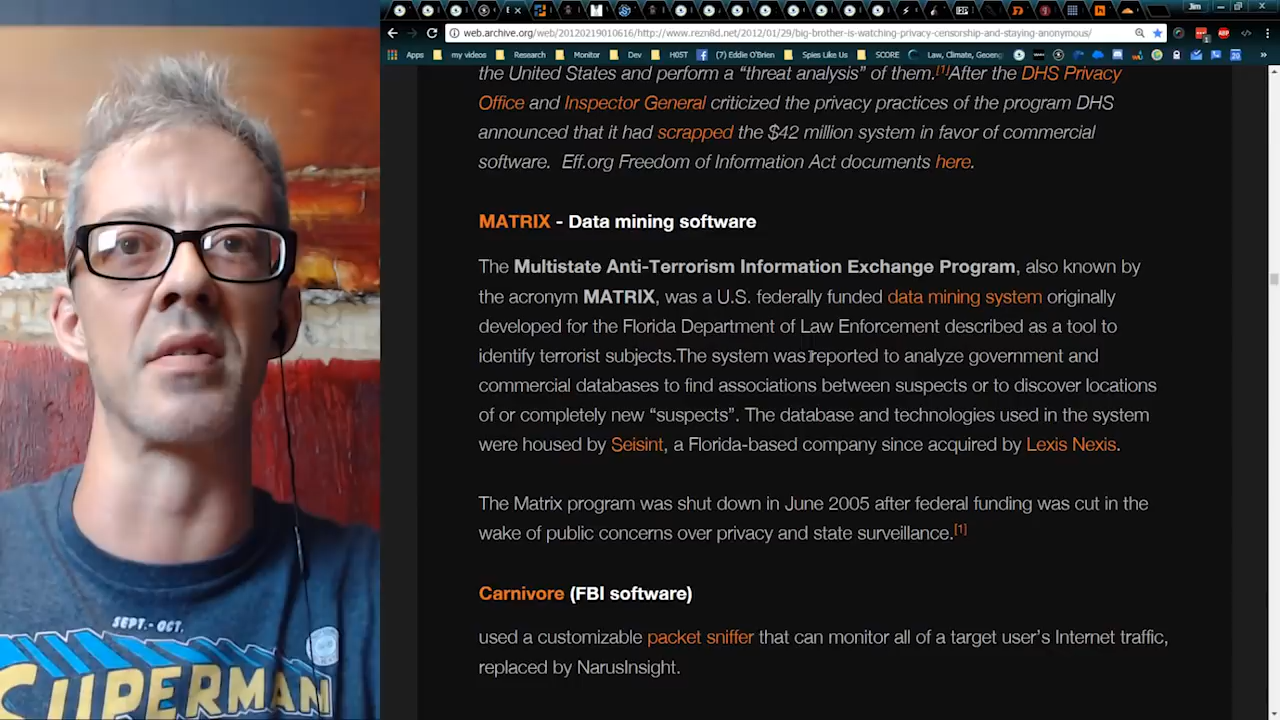 Jim
web.archive.org/web/20120219010616/http://www.rezn8d.net/2012/01/29/big-brother-is-watching-privacy-censorship-and-staying-anonymous/
Apps my videos Research Monitor Dev H0ST (7) Eddie O'Brien Spies Like Us SCORE Law, Climate, Geoeng
the United States and perform a “threat analysis” of them.[1]After the DHS Privacy
Office and Inspector General criticized the privacy practices of the program DHS
announced that it had scrapped the $42 million system in favor of commercial
software. Eff.org Freedom of Information Act documents here.
MATRIX - Data mining software
The Multistate Anti-Terrorism Information Exchange Program, also known by
the acronym MATRIX, was a U.S. federally funded data mining system originally
developed for the Florida Department of Law Enforcement described as a tool to
identify terrorist subjects.The system was reported to analyze government and
commercial databases to find associations between suspects or to discover locations
of or completely new “suspects”. The database and technologies used in the system
were housed by Seisint, a Florida-based company since acquired by Lexis Nexis.
The Matrix program was shut down in June 2005 after federal funding was cut in the
wake of public concerns over privacy and state surveillance.[1]
Carnivore (FBI software)
used a customizable packet sniffer that can monitor all of a target user’s Internet traffic,
replaced by NarusInsight.
SEPT.-OCT.
SUPERMAN